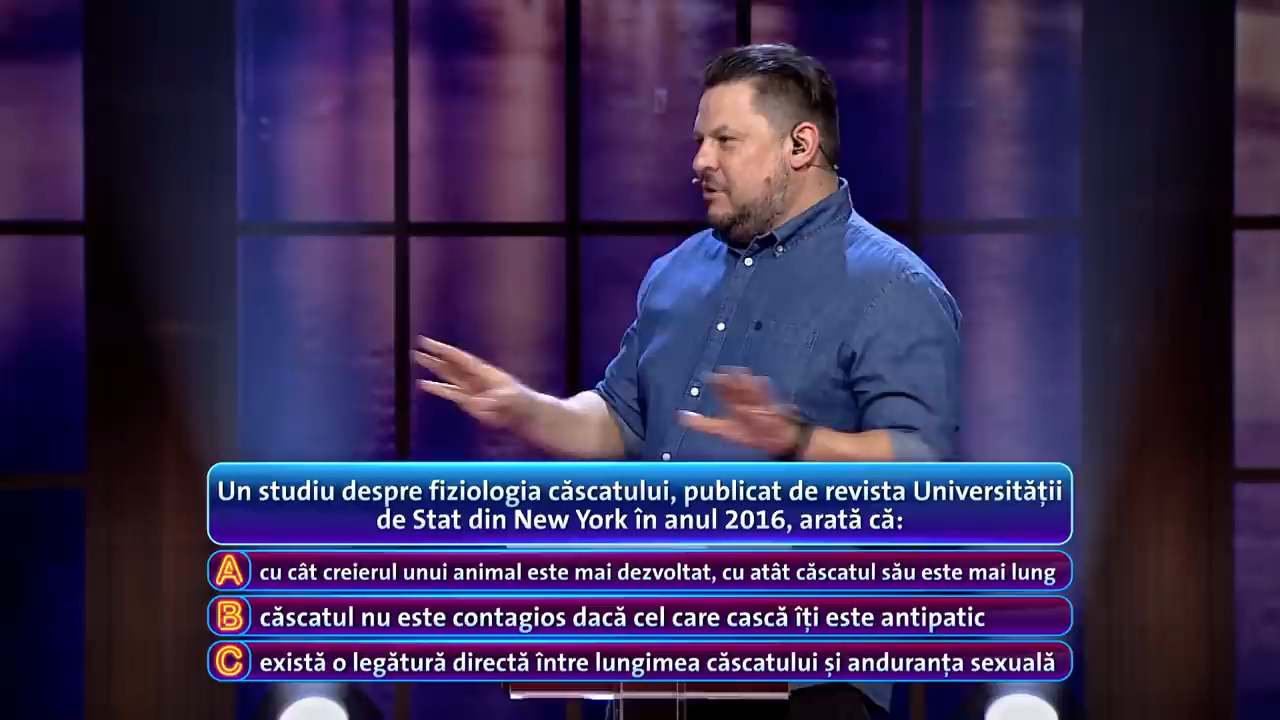 Un studiu despre fiziologia căscatului, publicat de revista Universității
de Stat din New York în anul 2016, arată că:
A cu cât creierul unui animal este mai dezvoltat, cu atât căscatul său este mai lung
B căscatul nu este contagios dacă cel care cască îți este antipatic
C există o legătură directă între lungimea căscatului și anduranța sexuală